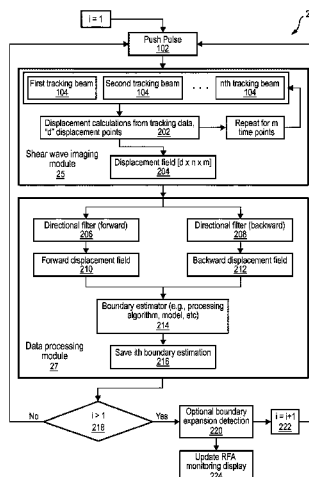 i = 1
2
Push Pulse
102
First tracking beam
104
Second tracking beam
104
. . .
nth tracking beam
104
Displacement calculations from tracking data,
"d" displacement points
202
Repeat for m
time points
Shear wave imaging
module
25
Displacement field [d x n x m]
204
Directional filter (forward)
206
Directional filter (backward)
208
Forward displacement field
210
Backward displacement field
212
Boundary estimator (e.g., processing
algorithm, model, etc)
214
Save ith boundary estimation
216
Data processing
module
27
No
i > 1
218
Yes
Optional boundary
expansion detection
220
i = i+1
222
Update RFA
monitoring display
224